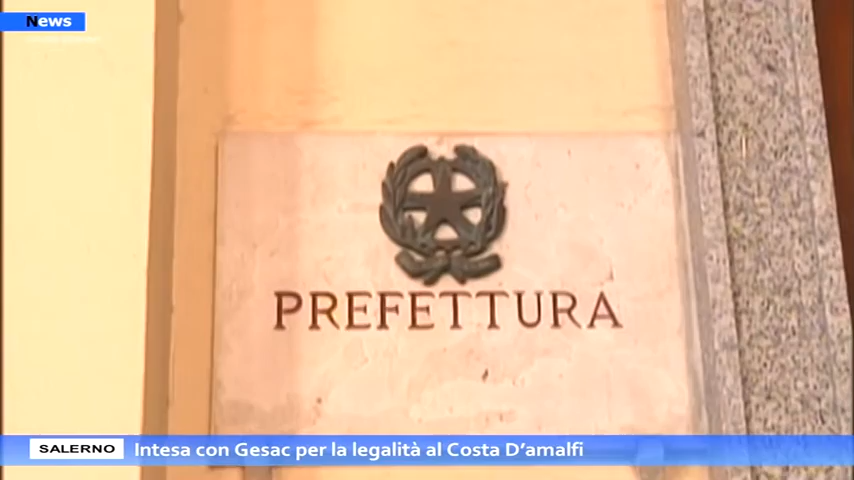 News
PREFETTURA
SALERNO Intesa con Gesac per la legalità al Costa D'amalfi